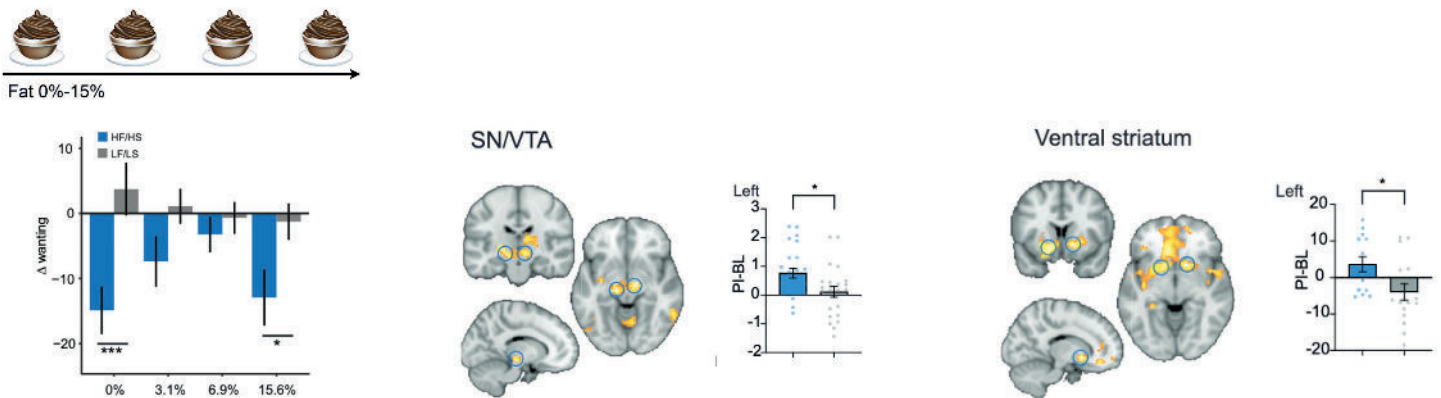 Fat 0%-15%
HF/HS
LF/LS
Δ wanting
10
0
−10
−20
***
*
0%
3.1%
6.9%
15.6%
SN/VTA
Left
*
PI-BL
3
2
1
0
-1
-2
Ventral striatum
Left
*
PI-BL
20
10
0
-10
-20